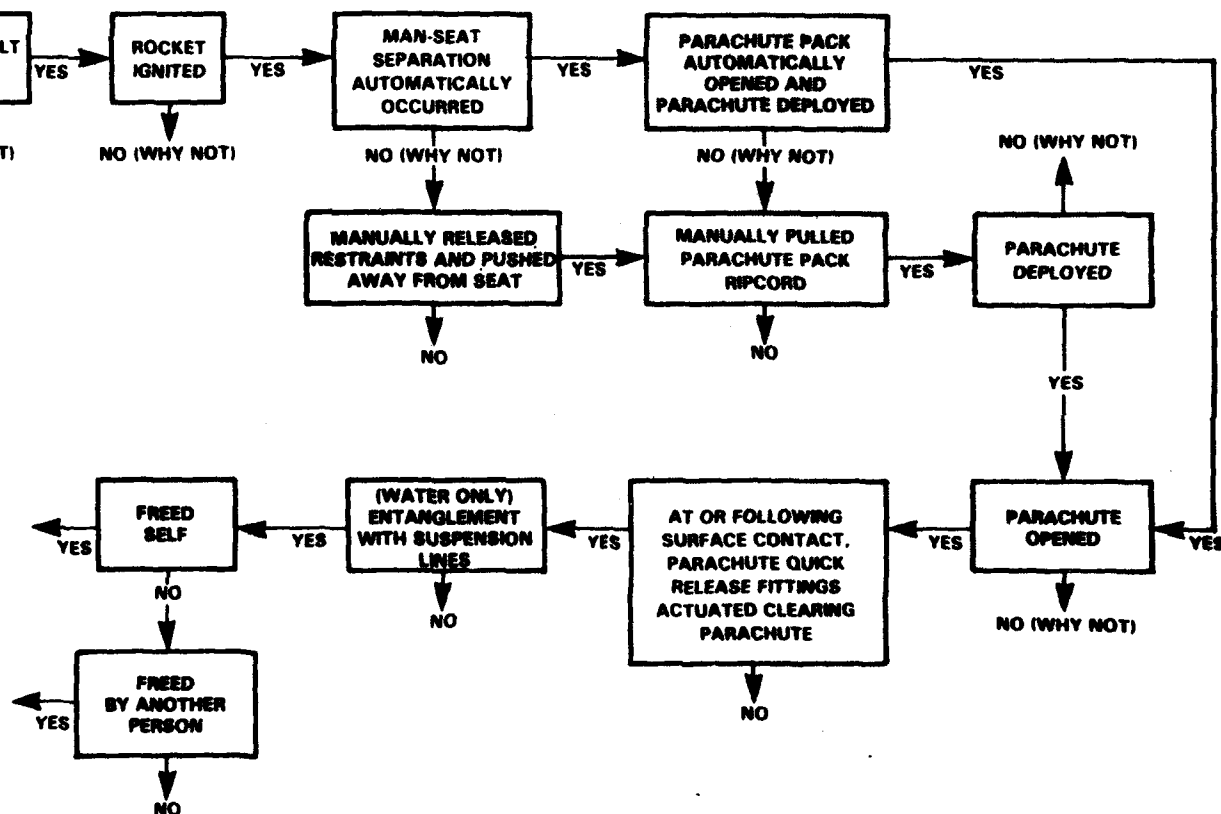 LT
YES
ROCKET
IGNITED
YES
MAN-SEAT
SEPARATION
AUTOMATICALLY
OCCURRED
YES
PARACHUTE PACK
AUTOMATICALLY
OPENED AND
PARACHUTE DEPLOYED
YES
T)
NO (WHY NOT)
NO (WHY NOT)
NO (WHY NOT)
NO (WHY NOT)
MANUALLY RELEASED
RESTRAINTS AND PUSHED
AWAY FROM SEAT
YES
MANUALLY PULLED
PARACHUTE PACK
RIPCORD
YES
PARACHUTE
DEPLOYED
NO
NO
YES
FREED
SELF
YES
YES
(WATER ONLY)
ENTANGLEMENT
WITH SUSPENSION
LINES
YES
AT OR FOLLOWING
SURFACE CONTACT,
PARACHUTE QUICK
RELEASE FITTINGS
ACTUATED CLEARING
PARACHUTE
YES
PARACHUTE
OPENED
YES
NO
NO
NO (WHY NOT)
FREED
BY ANOTHER
PERSON
YES
NO
NO